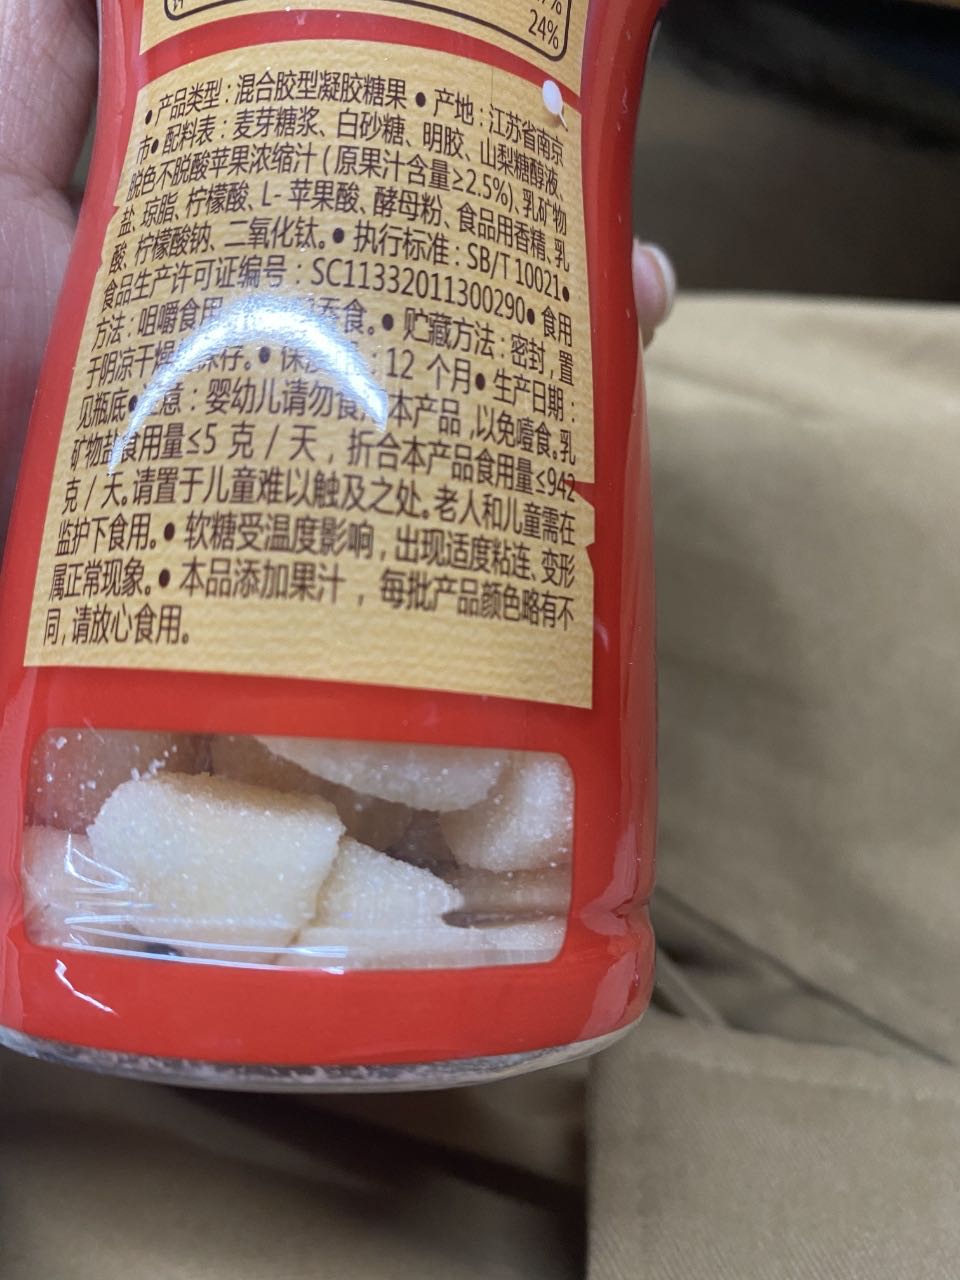 24%
•产品类型：混合胶型凝胶糖果 • 产地：江苏省南京
市• 配料表：麦芽糖浆、白砂糖、明胶、山梨糖醇液、
脱色不脱酸苹果浓缩汁（原果汁含量≥2.5%）、乳矿物
盐、琼脂、柠檬酸、L- 苹果酸、酵母粉、食品用香精、乳
酸、柠檬酸钠、二氧化钛。• 执行标准：SB/T 10021•
食品生产许可证编号：SC11332011300290• 食用
方法：咀嚼食用 吞食。• 贮藏方法：密封，置
于阴凉干燥 保存。• 保 ：12 个月• 生产日期：
见瓶底• 意：婴幼儿请勿食 本产品，以免噎食。乳
矿物盐食用量≤5 克 / 天，折合本产品食用量≤942
克 / 天。请置于儿童难以触及之处。老人和儿童需在
监护下食用。• 软糖受温度影响，出现适度粘连、变形
属正常现象。• 本品添加果汁，每批产品颜色略有不
同，请放心食用。